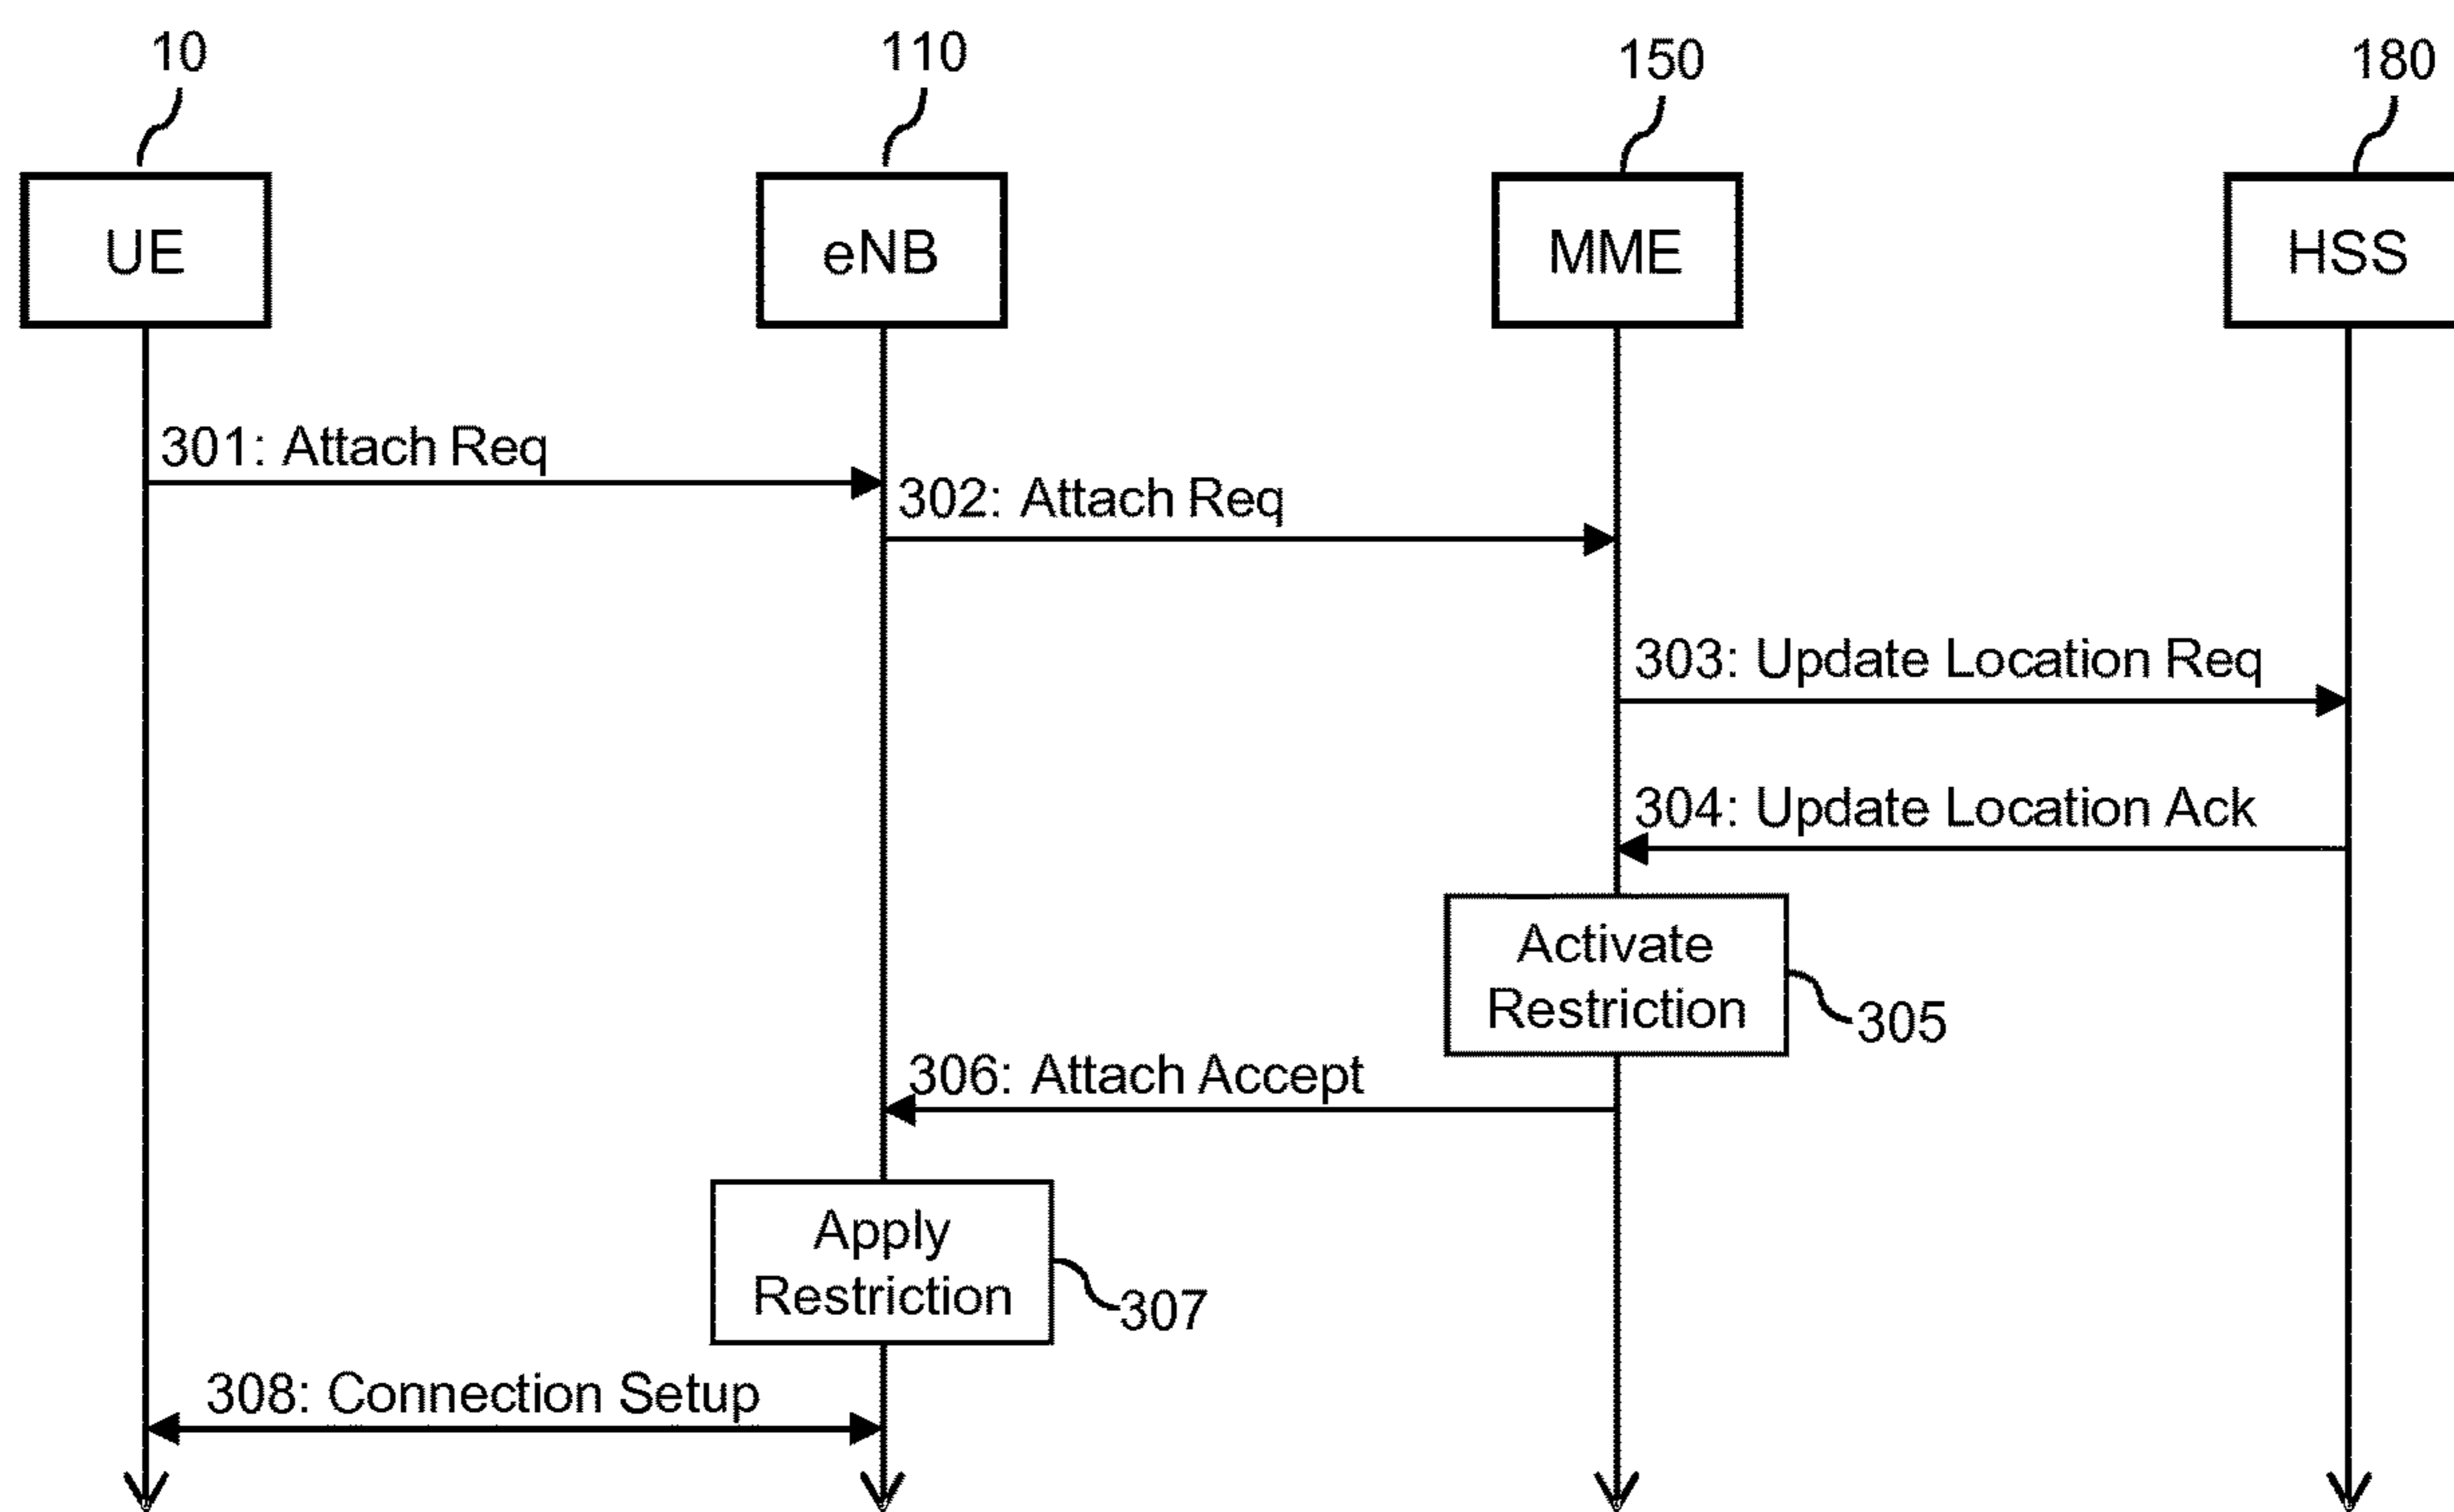 10
110
150
180
UE
eNB
MME
HSS
301: Attach Req
302: Attach Req
303: Update Location Req
304: Update Location Ack
Activate
Restriction
305
306: Attach Accept
Apply
Restriction
307
308: Connection Setup